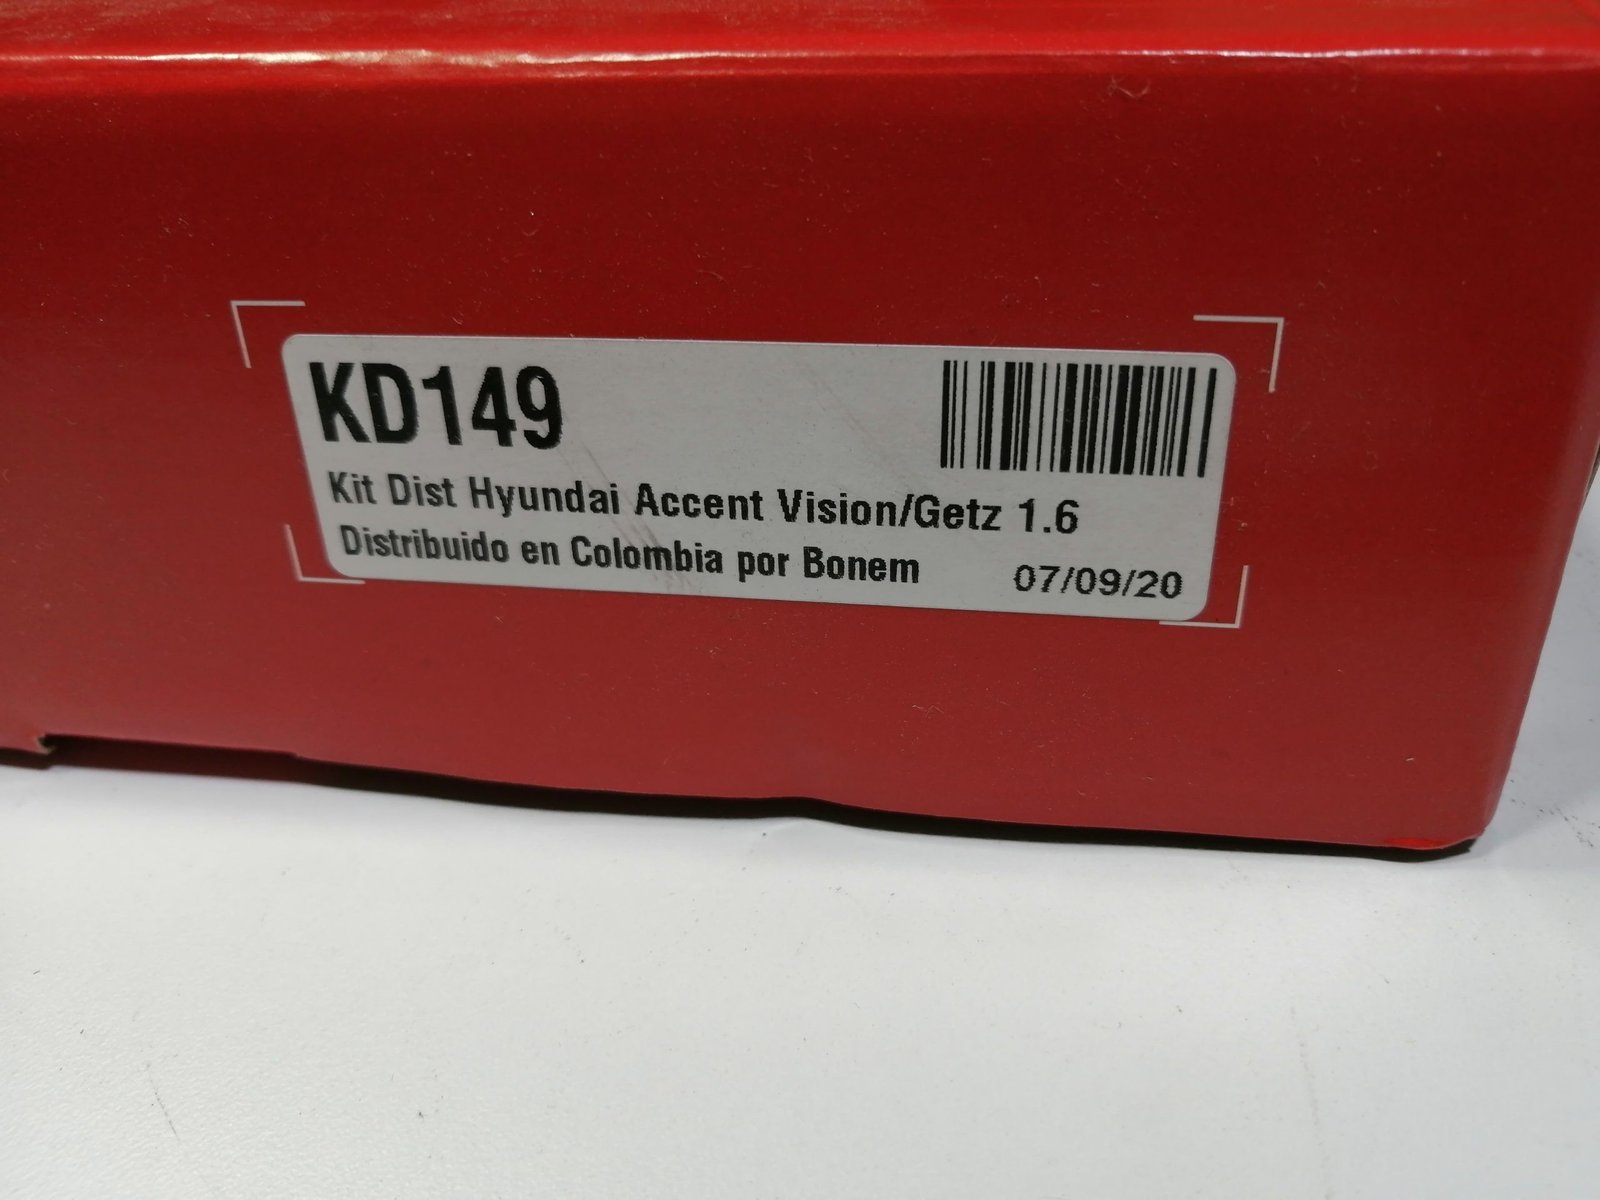 KD149
Kit Dist Hyundai Accent Vision/Getz 1.6
Distribuido en Colombia por Bonem
07/09/20